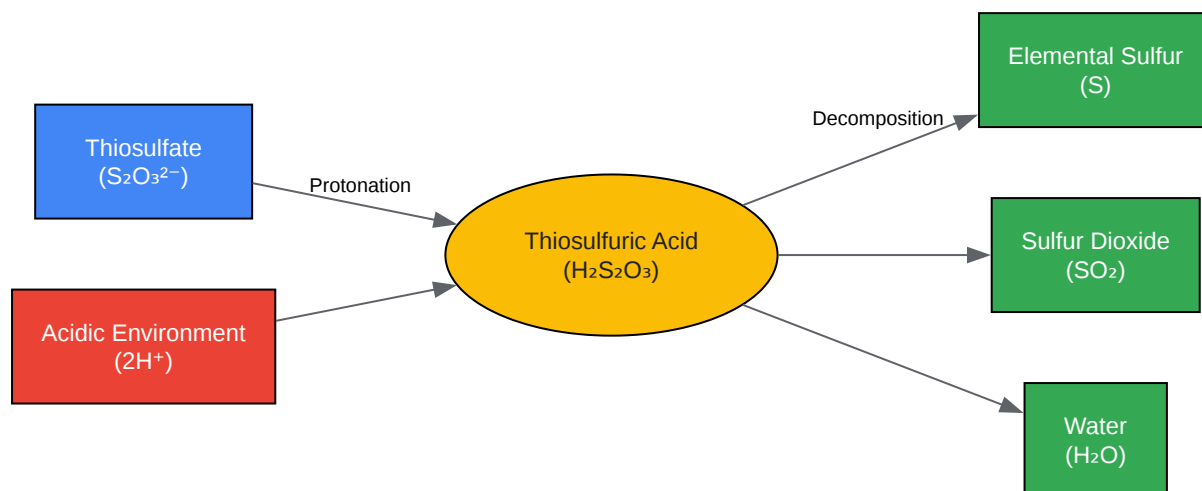 Thiosulfate
(S₂O₃²⁻)
Protonation
Acidic Environment
(2H⁺)
Thiosulfuric Acid
(H₂S₂O₃)
Decomposition
Elemental Sulfur
(S)
Sulfur Dioxide
(SO₂)
Water
(H₂O)